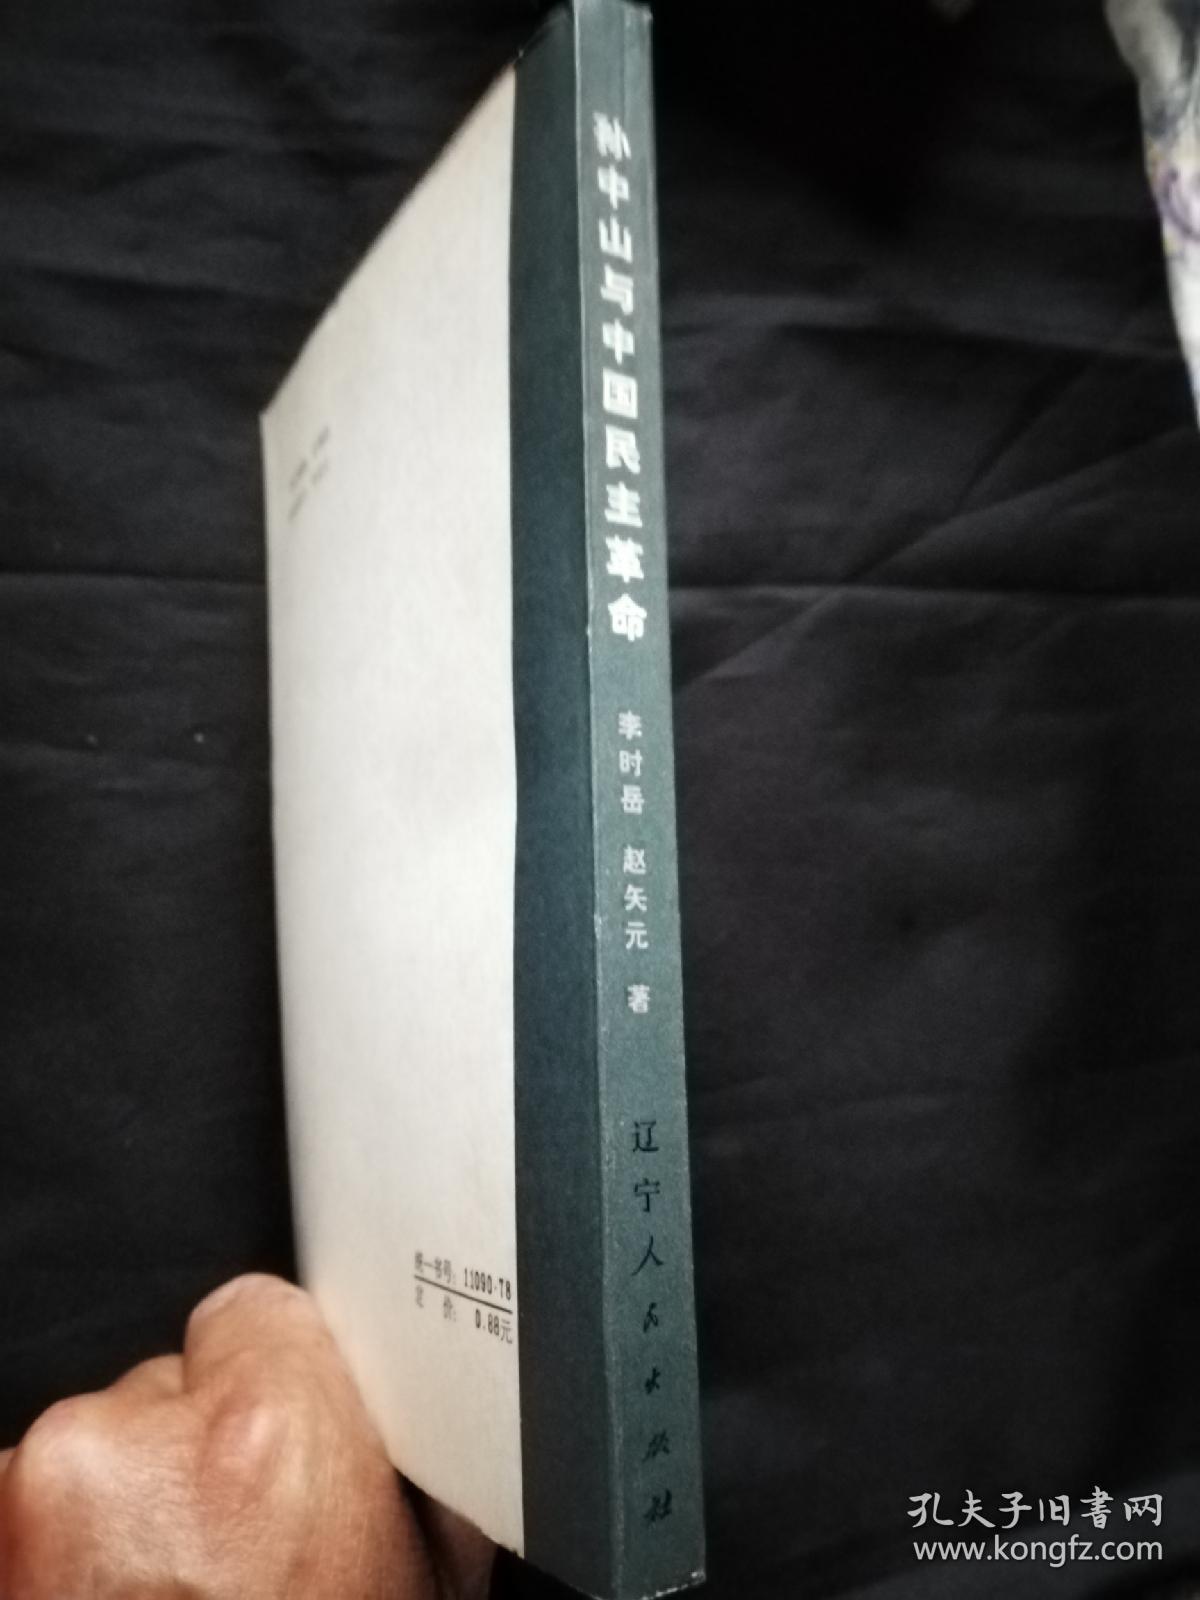 孙中山与中国民主革命
李时岳 赵矢元 著
辽宁人民出版社
统一书号：11090·78
定 价： 0.88元
孔夫子旧书网
www.kongfz.com